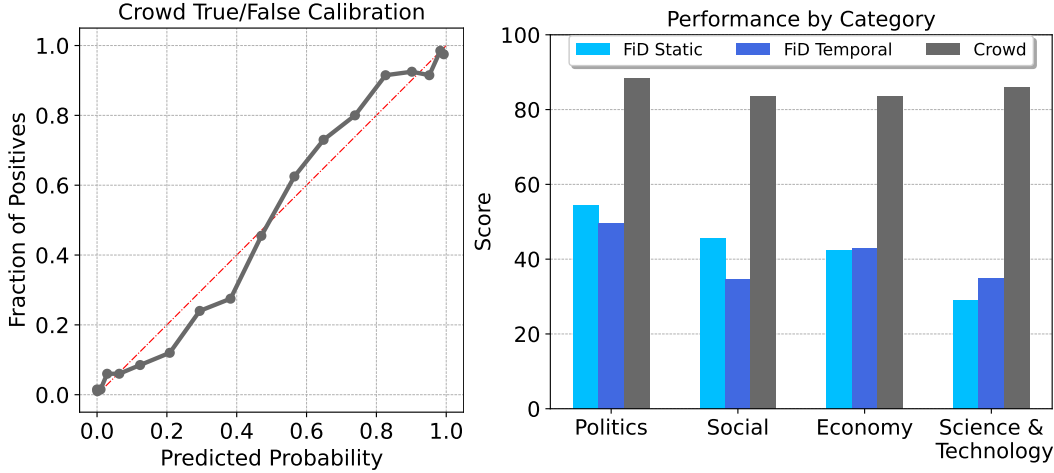 Crowd True/False Calibration
Fraction of Positives
1.0
0.8
0.6
0.4
0.2
0.0
0.0 0.2 0.4 0.6 0.8 1.0
Predicted Probability
Performance by Category
FiD Static FiD Temporal Crowd
Score
100
80
60
40
20
0
Politics Social Economy Science &
Technology